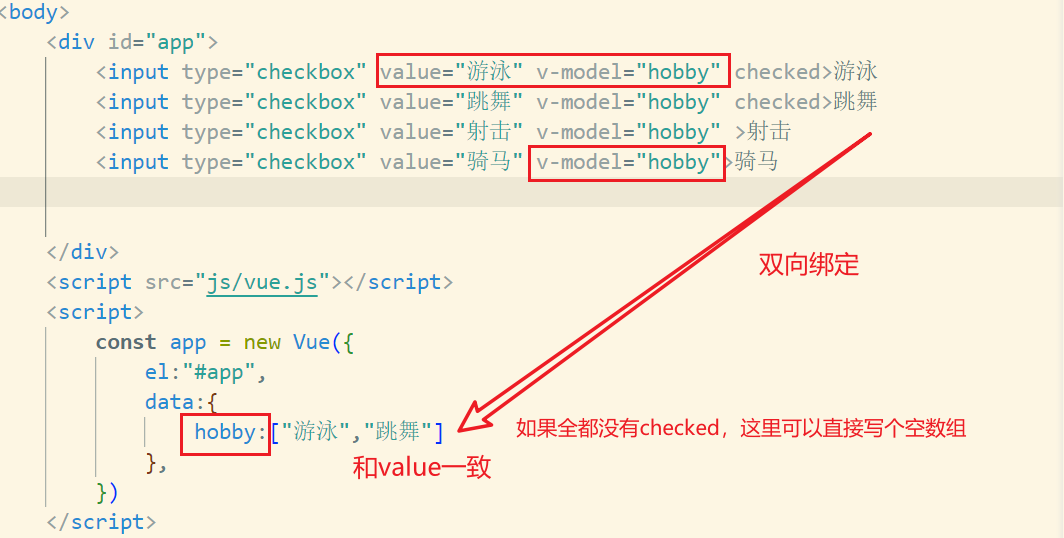 <body>
<div id="app">
<input type="checkbox" value="游泳" v-model="hobby" checked>游泳
<input type="checkbox" value="跳舞" v-model="hobby" checked>跳舞
<input type="checkbox" value="射击" v-model="hobby" >射击
<input type="checkbox" value="骑马" v-model="hobby">骑马
双向绑定
</div>
<script src="js/vue.js"></script>
<script>
const app = new Vue({
el:"#app",
data:{
hobby:["游泳","跳舞"]
如果全都没有checked，这里可以直接写个空数组
和value一致
},
})
</script>